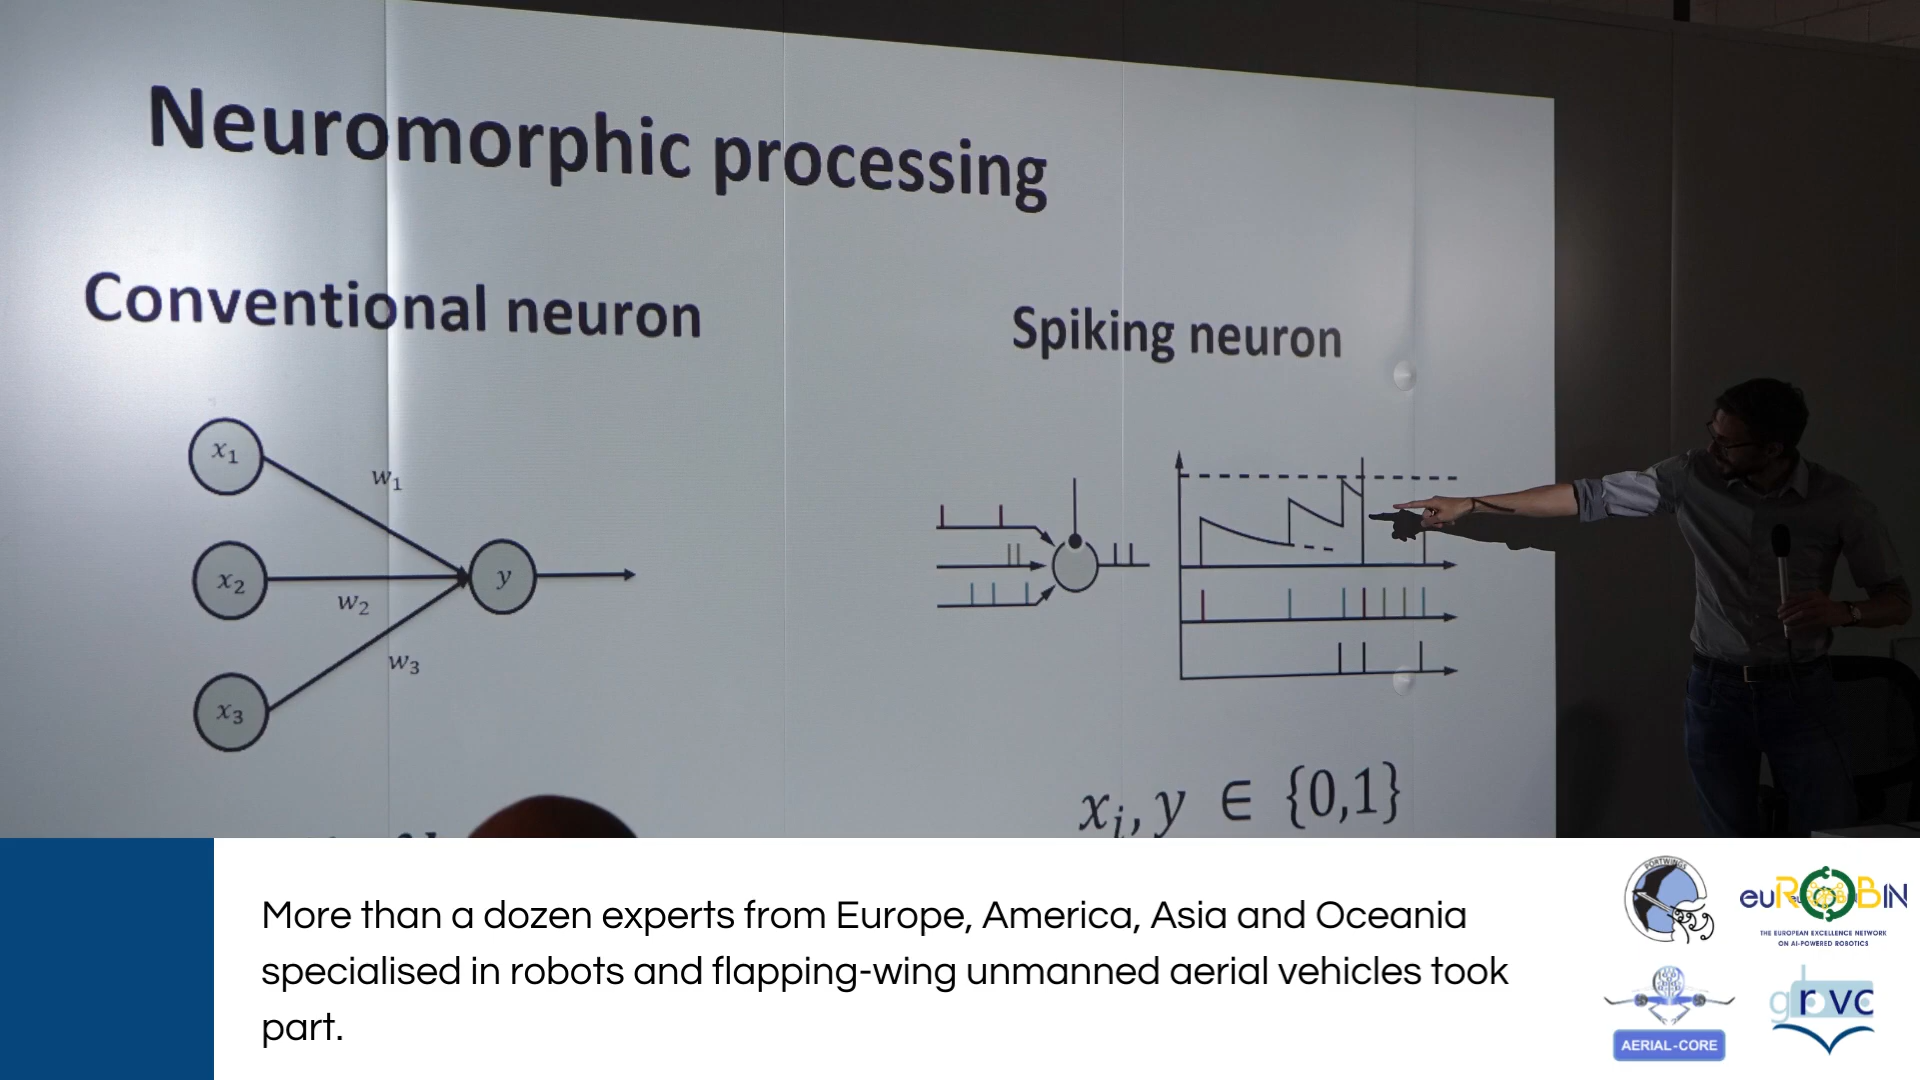 Neuromorphic processing
Conventional neuron
Spiking neuron
x₁
w₁
x₂
w₂
y
w₃
x₃
xᵢ, y ∈ {0,1}
More than a dozen experts from Europe, America, Asia and Oceania
specialised in robots and flapping-wing unmanned aerial vehicles took
part.
PORTWINGS
euROBIN
THE EUROPEAN EXCELLENCE NETWORK
ON AI-POWERED ROBOTICS
AERIAL-CORE
grvc